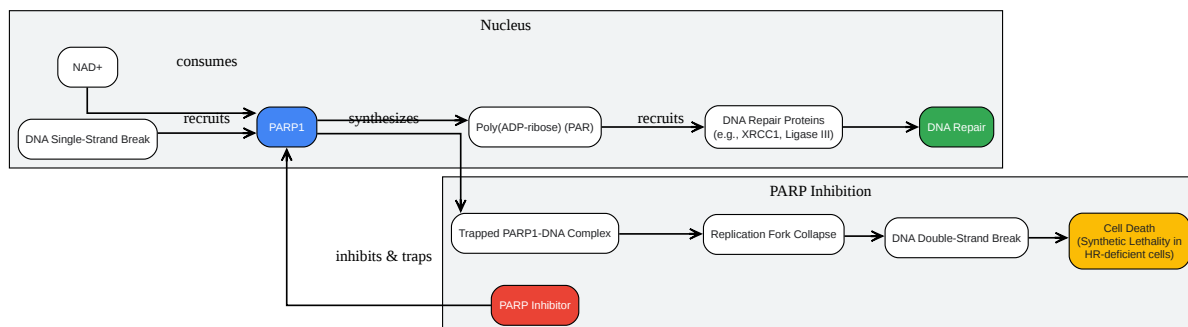 Nucleus
NAD+
consumes
DNA Single-Strand Break
recruits
PARP1
synthesizes
Poly(ADP-ribose) (PAR)
recruits
DNA Repair Proteins
(e.g., XRCC1, Ligase III)
DNA Repair
PARP Inhibition
Trapped PARP1-DNA Complex
Replication Fork Collapse
DNA Double-Strand Break
Cell Death
(Synthetic Lethality in
HR-deficient cells)
inhibits & traps
PARP Inhibitor